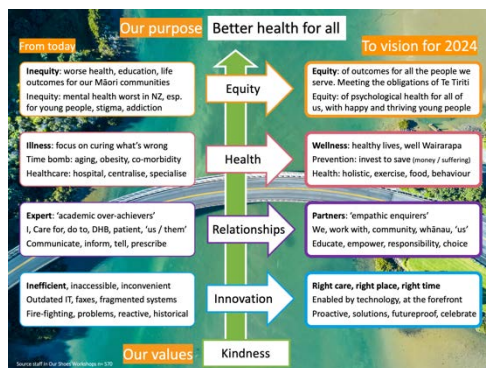 Our purpose
Better health for all
From today
To vision for 2024
Inequity: worse health, education, life
outcomes for our Māori communities
Inequity: mental health worst in NZ, esp.
for young people, stigma, addiction
Equity
Equity: of outcomes for all the people we
serve. Meeting the obligations of Te Tiriti
Equity: of psychological health for all of
us, with happy and thriving young people
Illness: focus on curing what's wrong
Time bomb: aging, obesity, co-morbidity
Healthcare: hospital, centralise, specialise
Health
Wellness: healthy lives, well Wairarapa
Prevention: invest to save (money / suffering)
Health: holistic, exercise, food, behaviour
Expert: 'academic over-achievers'
I, Care for, do to, DHB, patient, 'us / them'
Communicate, inform, tell, prescribe
Relationships
Partners: 'empathic enquirers'
We, work with, community, whānau, 'us'
Educate, empower, responsibility, choice
Inefficient, inaccessible, inconvenient
Outdated IT, faxes, fragmented systems
Fire-fighting, problems, reactive, historical
Innovation
Right care, right place, right time
Enabled by technology, at the forefront
Proactive, solutions, futureproof, celebrate
Our values
Kindness
Source staff in Our Shoes Workshops n= 570